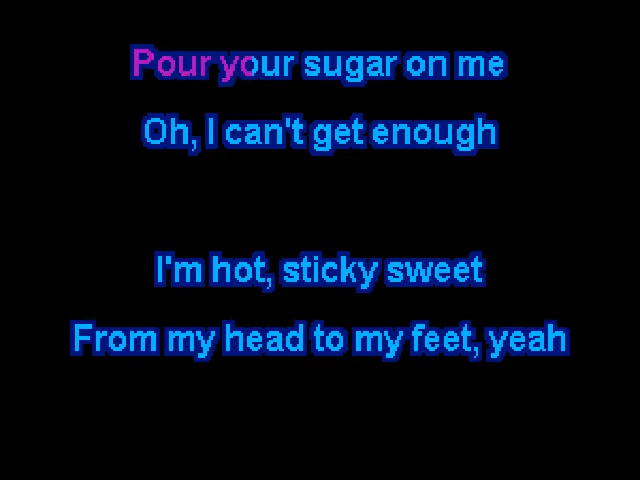 Pour your sugar on me
Oh, I can't get enough
I'm hot, sticky sweet
From my head to my feet, yeah